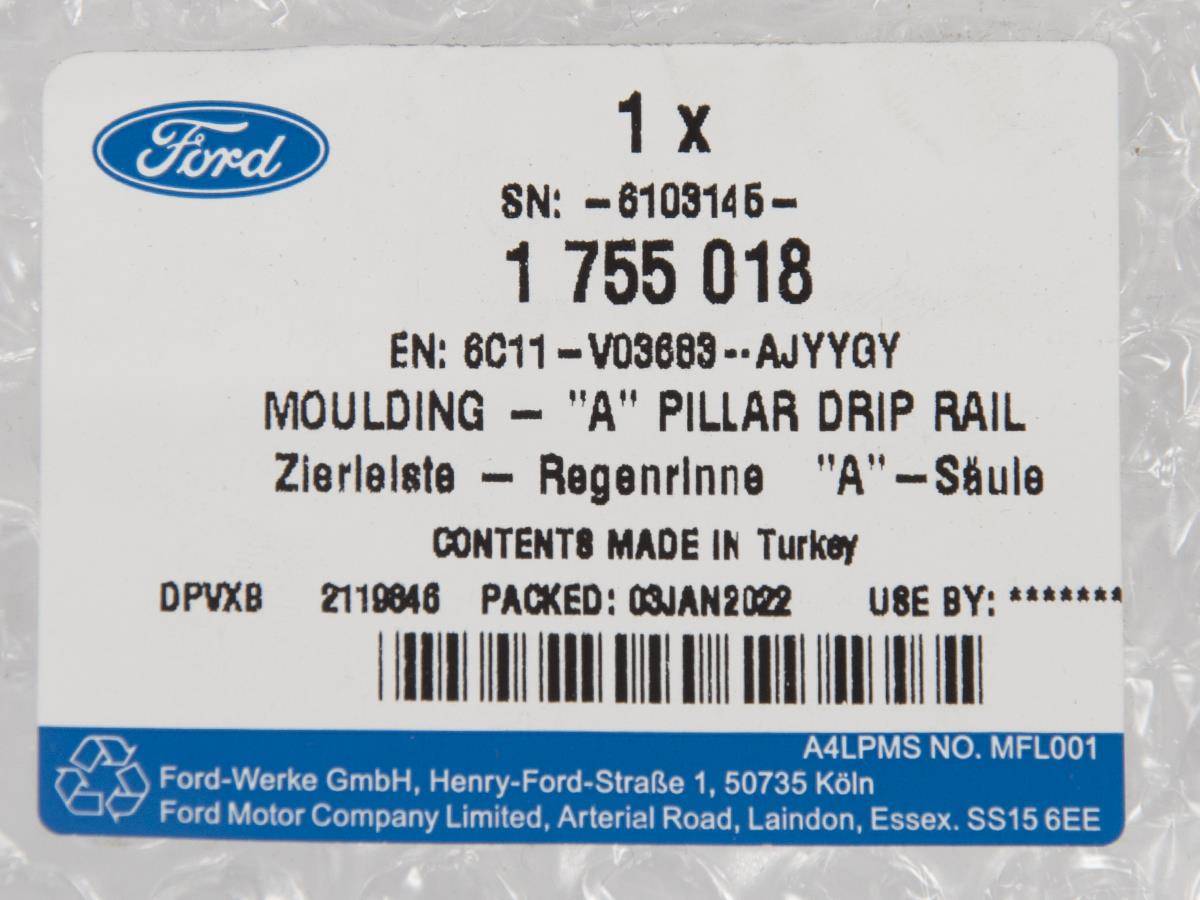 Ford
1 x
SN: -6103145-
1 755 018
EN: 6C11-V03683--AJYYGY
MOULDING - "A" PILLAR DRIP RAIL
Zierleiste - Regenrinne "A"-Säule
CONTENTS MADE IN Turkey
DPVXB 2119846 PACKED: 03JAN2022 USE BY: *******
A4LPMS NO. MFL001
Ford-Werke GmbH, Henry-Ford-Straße 1, 50735 Köln
Ford Motor Company Limited, Arterial Road, Laindon, Essex. SS15 6EE